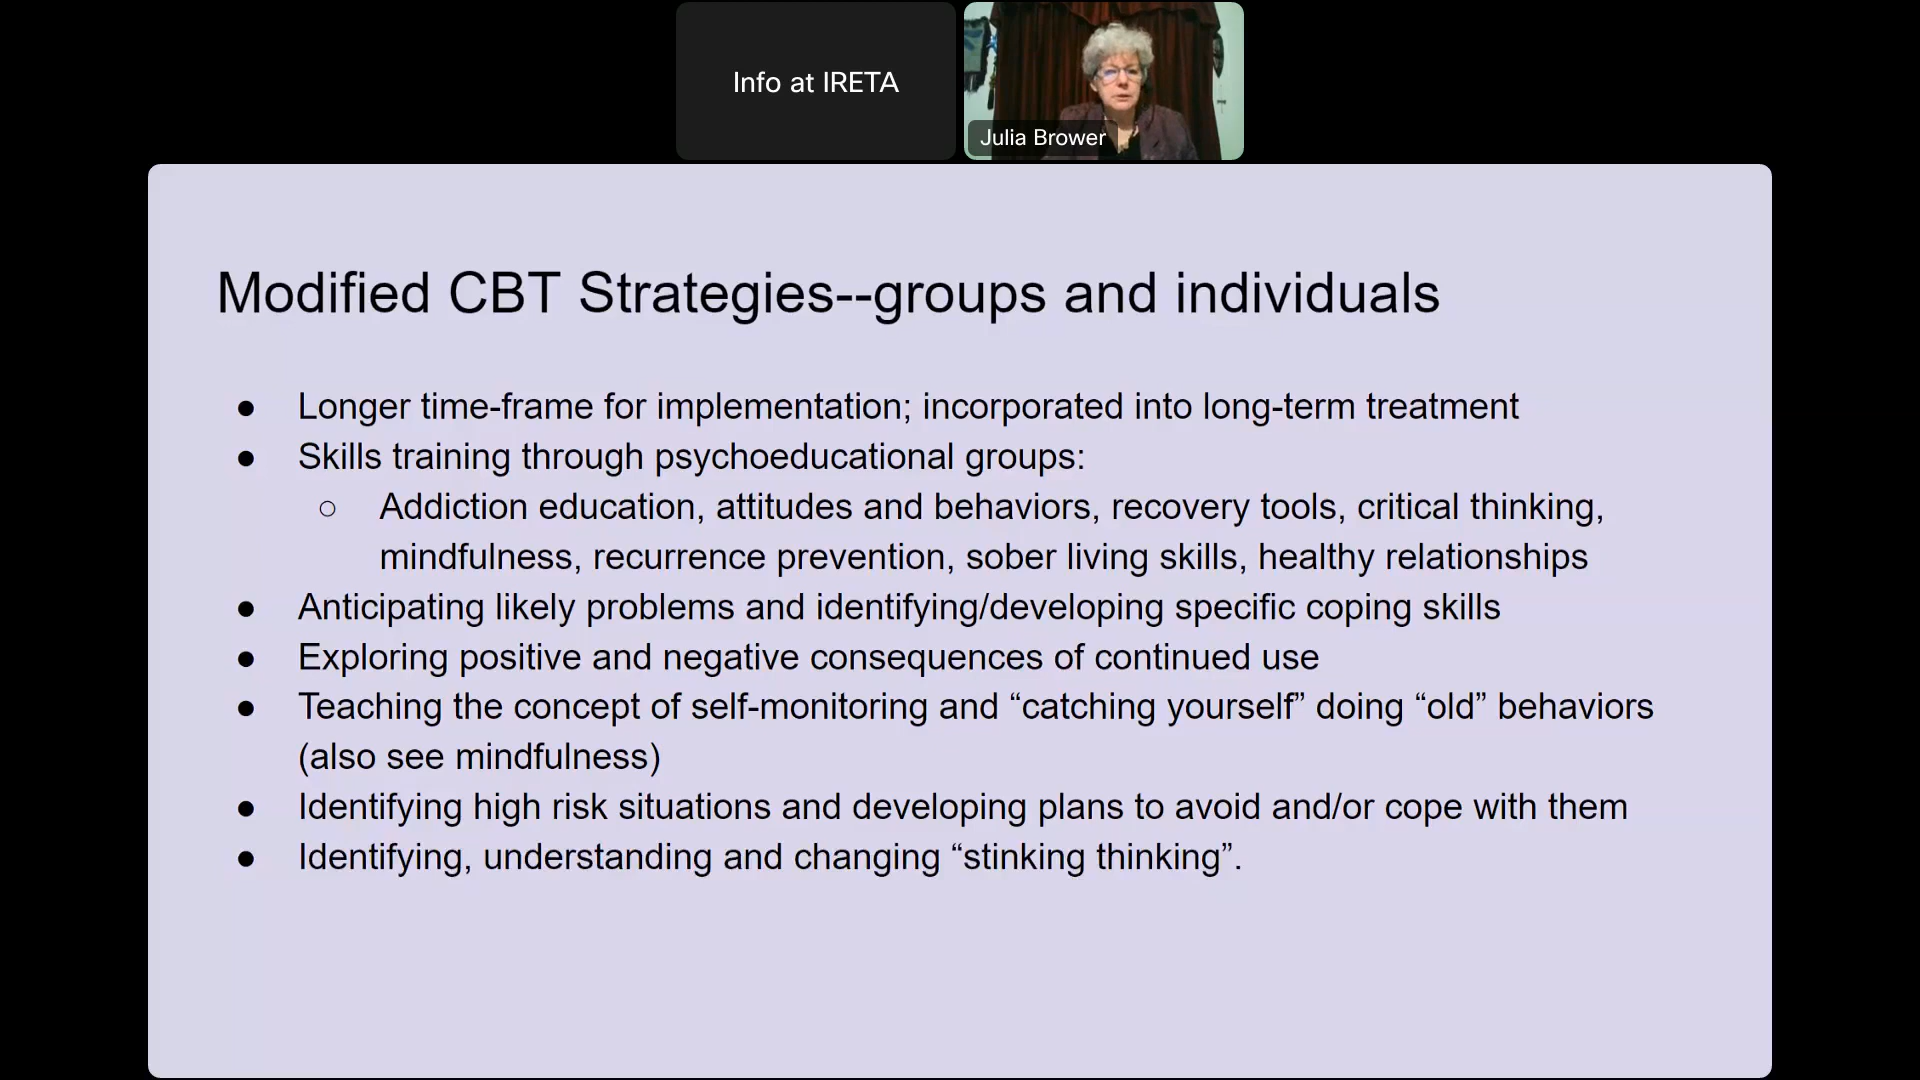 Info at IRETA
Julia Brower
Modified CBT Strategies--groups and individuals
● Longer time-frame for implementation; incorporated into long-term treatment
● Skills training through psychoeducational groups:
○ Addiction education, attitudes and behaviors, recovery tools, critical thinking,
mindfulness, recurrence prevention, sober living skills, healthy relationships
● Anticipating likely problems and identifying/developing specific coping skills
● Exploring positive and negative consequences of continued use
● Teaching the concept of self-monitoring and “catching yourself” doing “old” behaviors
(also see mindfulness)
● Identifying high risk situations and developing plans to avoid and/or cope with them
● Identifying, understanding and changing “stinking thinking”.